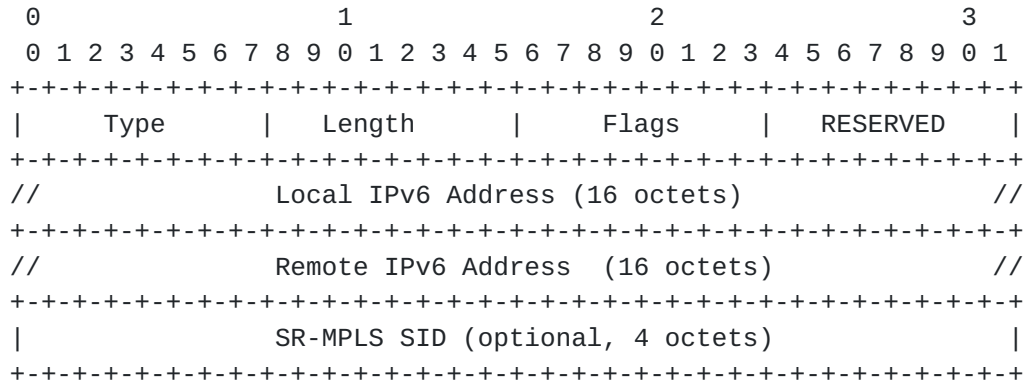 0                   1                   2                   3
 0 1 2 3 4 5 6 7 8 9 0 1 2 3 4 5 6 7 8 9 0 1 2 3 4 5 6 7 8 9 0 1
+-+-+-+-+-+-+-+-+-+-+-+-+-+-+-+-+-+-+-+-+-+-+-+-+-+-+-+-+-+-+-+-+
|     Type      |   Length      |     Flags     |   RESERVED    |
+-+-+-+-+-+-+-+-+-+-+-+-+-+-+-+-+-+-+-+-+-+-+-+-+-+-+-+-+-+-+-+-+
//               Local IPv6 Address (16 octets)                //
+-+-+-+-+-+-+-+-+-+-+-+-+-+-+-+-+-+-+-+-+-+-+-+-+-+-+-+-+-+-+-+-+
//               Remote IPv6 Address  (16 octets)              //
+-+-+-+-+-+-+-+-+-+-+-+-+-+-+-+-+-+-+-+-+-+-+-+-+-+-+-+-+-+-+-+-+
|                SR-MPLS SID (optional, 4 octets)               |
+-+-+-+-+-+-+-+-+-+-+-+-+-+-+-+-+-+-+-+-+-+-+-+-+-+-+-+-+-+-+-+-+